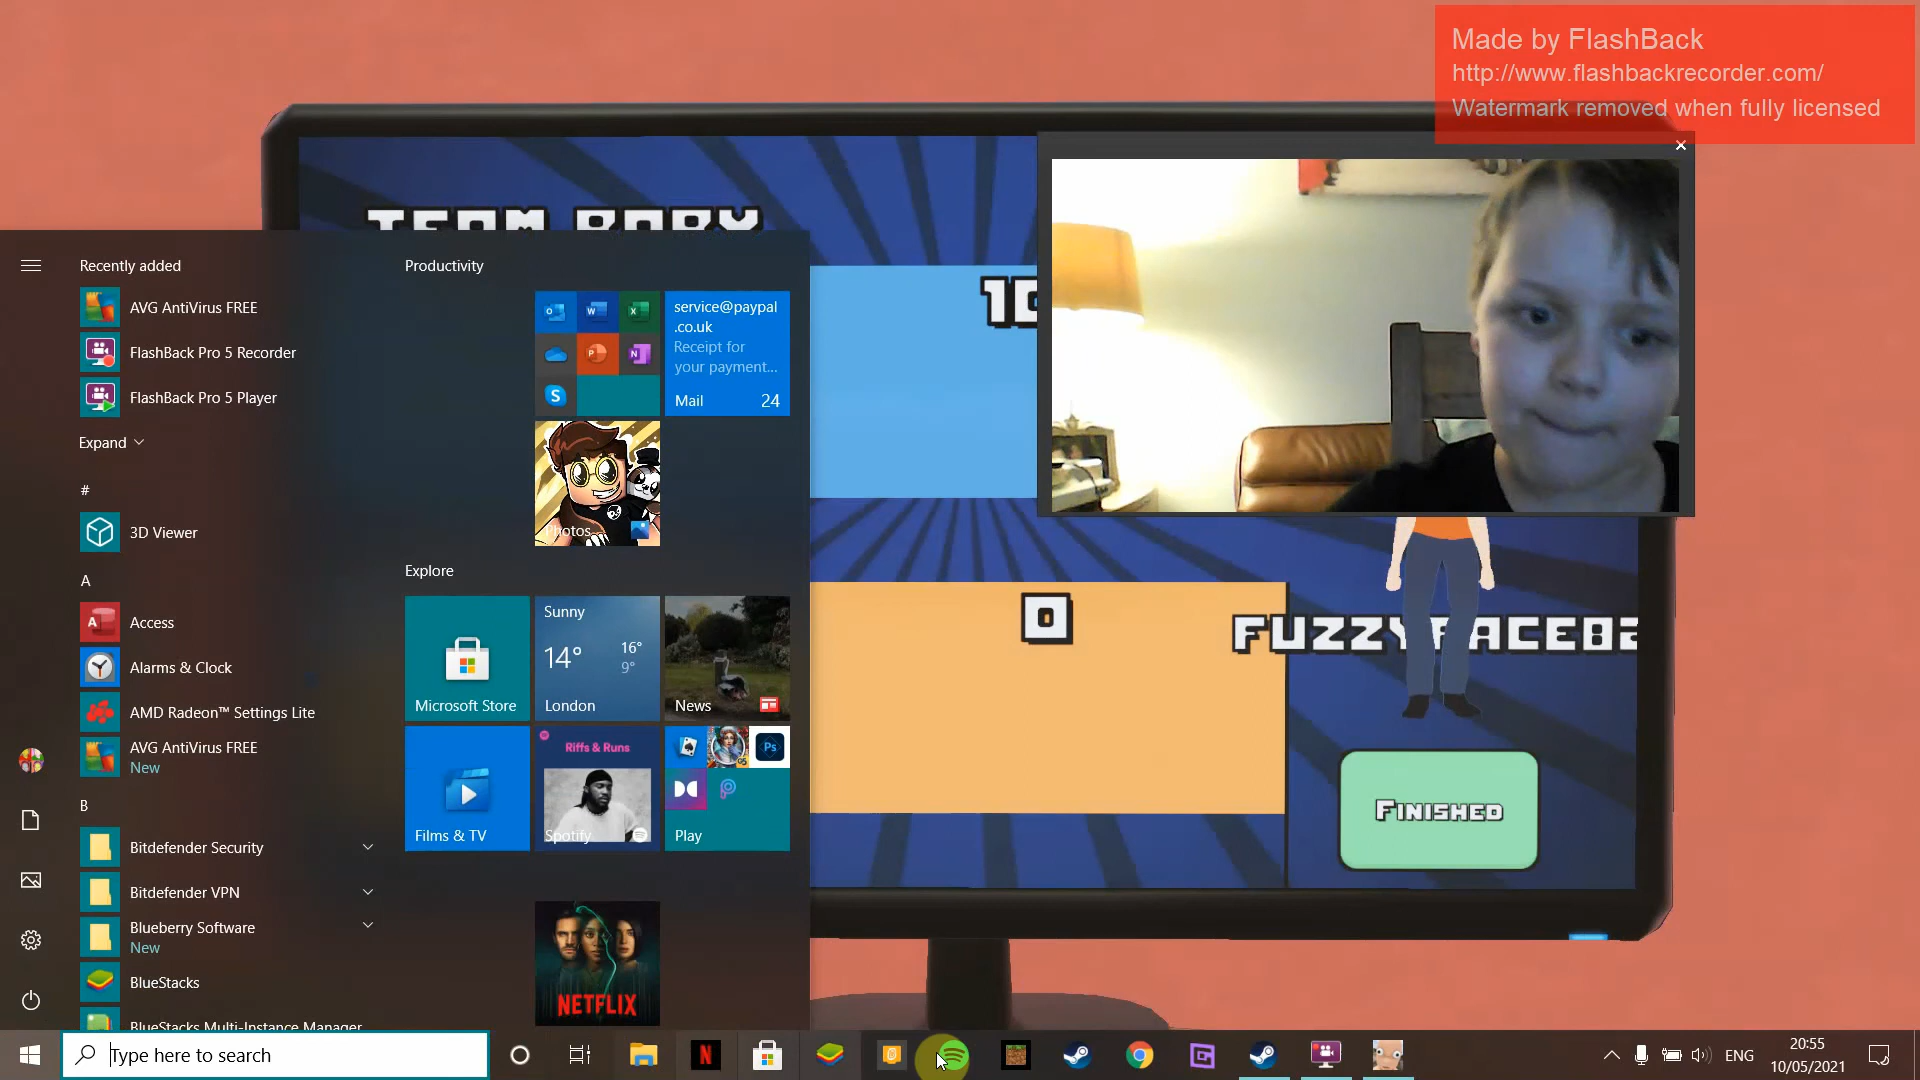 Made by FlashBack
http://www.flashbackrecorder.com/
Watermark removed when fully licensed
TEAM BABY
Recently added
AVG AntiVirus FREE
FlashBack Pro 5 Recorder
FlashBack Pro 5 Player
Expand
#
3D Viewer
A
Access
Alarms & Clock
AMD Radeon™ Settings Lite
AVG AntiVirus FREE
New
B
Bitdefender Security
Bitdefender VPN
Blueberry Software
New
BlueStacks
BlueStacks Multi-Instance Manager
Productivity
service@paypal
.co.uk
Receipt for
your payment...
Mail 24
Photos
Explore
Microsoft Store
Sunny
14° 16°
9°
London
News
Films & TV
Riffs & Runs
Spotify
Ps
Play
NETFLIX
0
FINISHED
Type here to search
ENG
20:55
10/05/2021